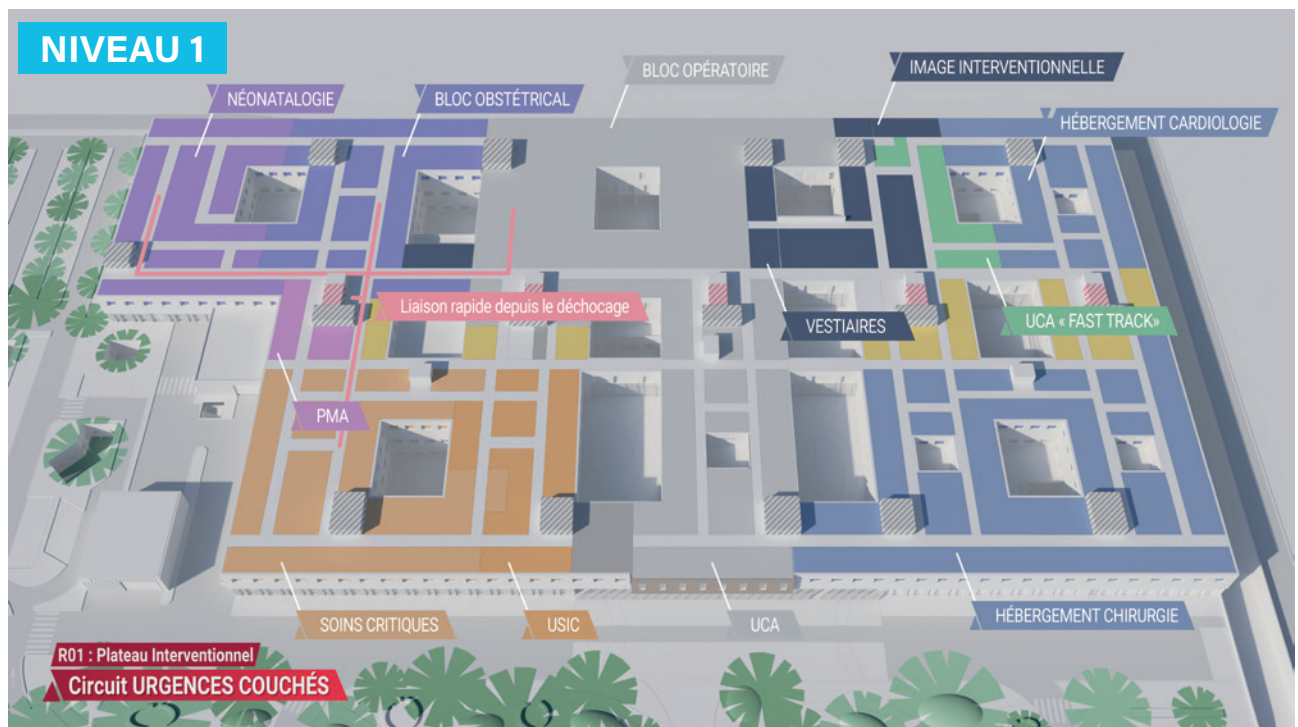 NIVEAU 1
BLOC OPÉRATOIRE
IMAGE INTERVENTIONNELLE
NÉONATALOGIE
BLOC OBSTÉTRICAL
HÉBERGEMENT CARDIOLOGIE
Liaison rapide depuis le déchocage
VESTIAIRES
UCA « FAST TRACK»
PMA
SOINS CRITIQUES
USIC
UCA
HÉBERGEMENT CHIRURGIE
R01 : Plateau Interventionnel
Circuit URGENCES COUCHÉS